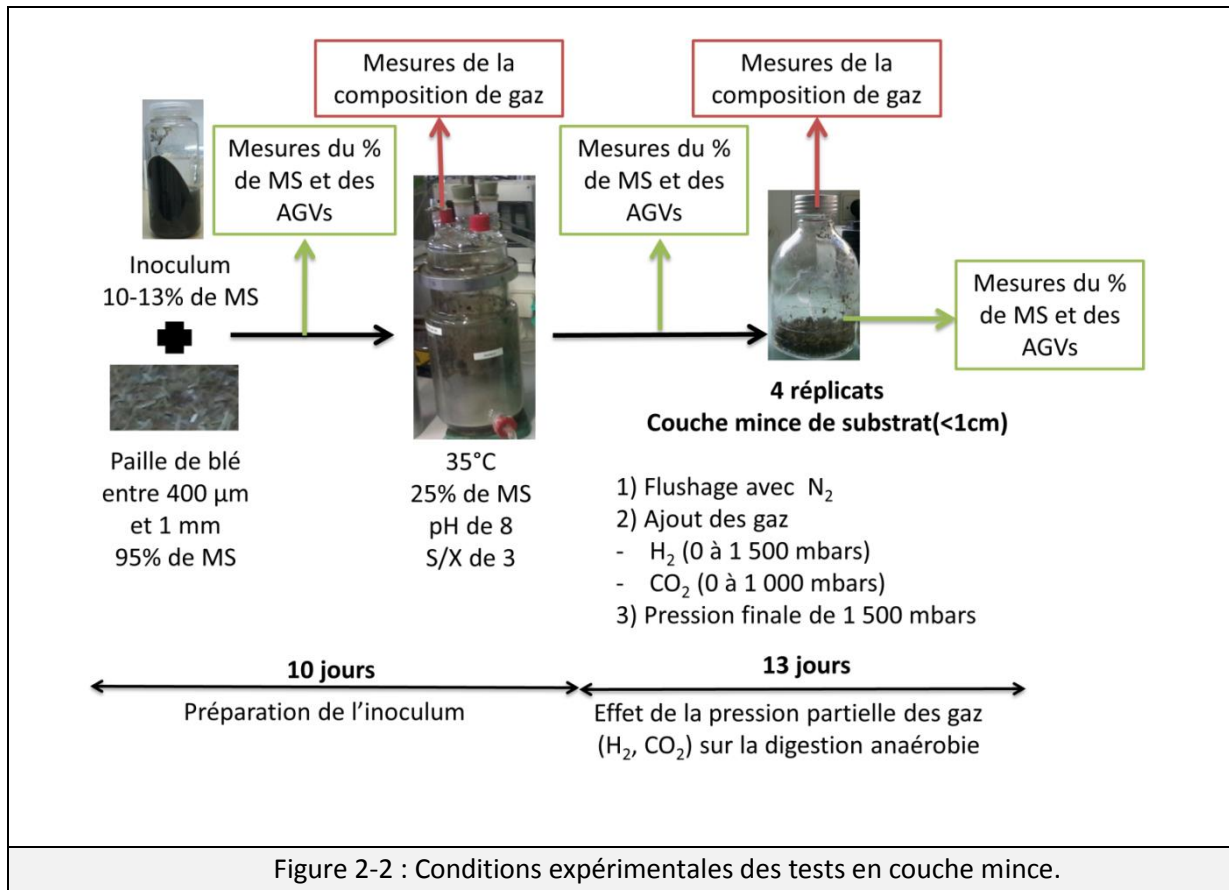 Mesures de la
composition de gaz
Mesures de la
composition de gaz
Mesures du %
de MS et des
AGVs
Mesures du %
de MS et des
AGVs
Inoculum
10-13% de MS
Mesures du %
de MS et des
AGVs
Paille de blé
entre 400 µm
et 1 mm
95% de MS
35°C
25% de MS
pH de 8
S/X de 3
4 réplicats
Couche mince de substrat(<1cm)
1) Flushage avec N₂
2) Ajout des gaz
- H₂ (0 à 1 500 mbars)
- CO₂ (0 à 1 000 mbars)
3) Pression finale de 1 500 mbars
10 jours
Préparation de l’inoculum
13 jours
Effet de la pression partielle des gaz
(H₂, CO₂) sur la digestion anaérobie
Figure 2-2 : Conditions expérimentales des tests en couche mince.